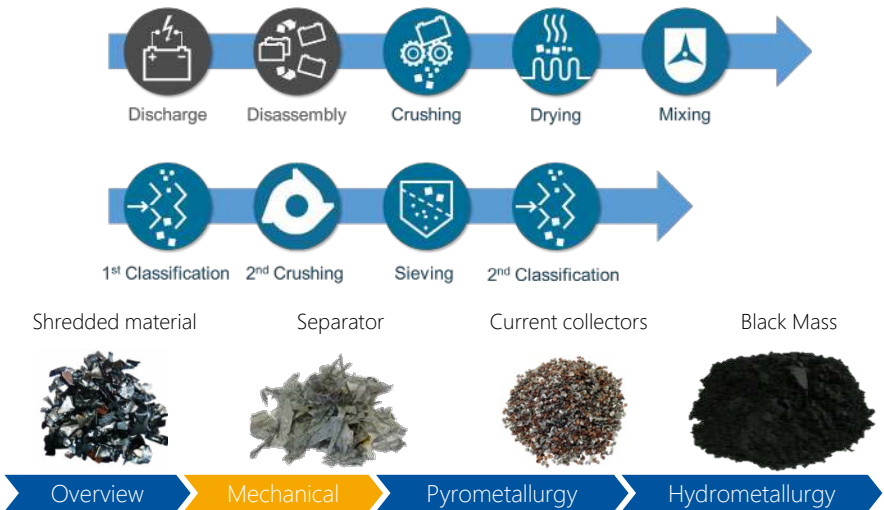 Discharge Disassembly Crushing Drying Mixing
1st Classification 2nd Crushing Sieving 2nd Classification
Shredded material Separator Current collectors Black Mass
Overview Mechanical Pyrometallurgy Hydrometallurgy